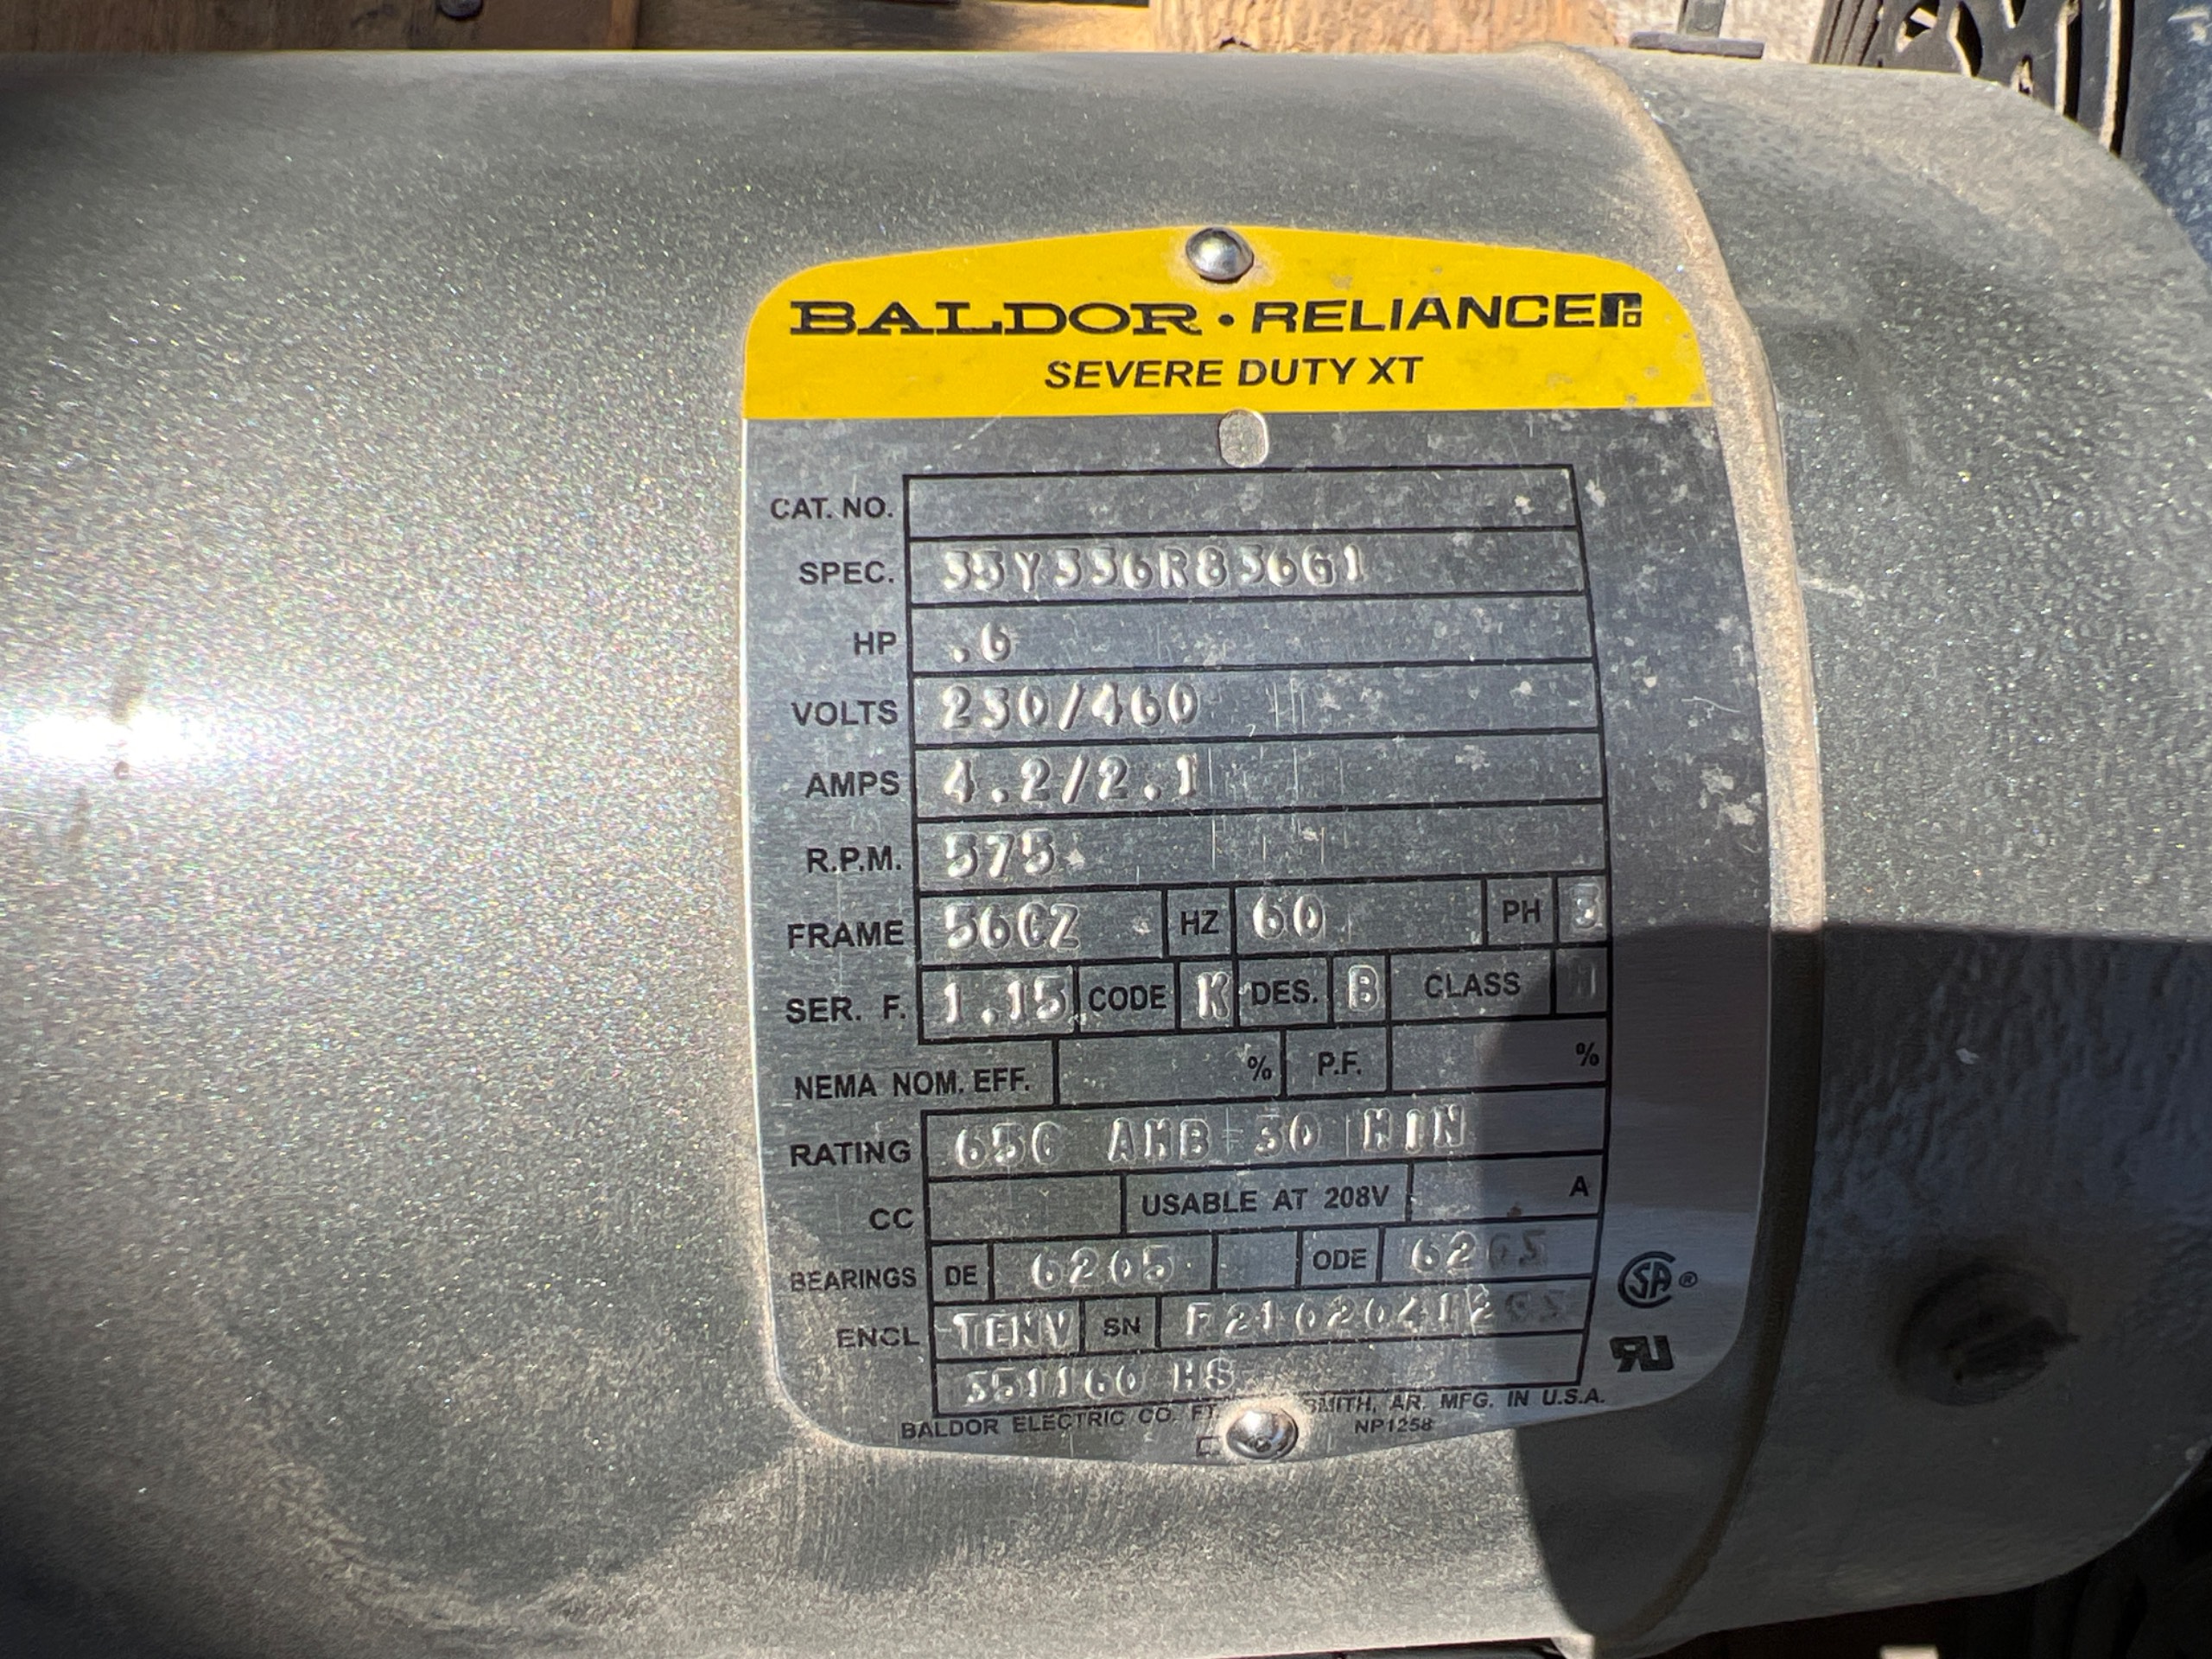 BALDOR • RELIANCE
SEVERE DUTY XT
CAT. NO.
SPEC. 35Y336R836G1
HP .6
VOLTS 230/460
AMPS 4.2/2.1
R.P.M. 575
FRAME 56CZ HZ 60 PH 3
SER. F. 1.15 CODE K DES. B CLASS
NEMA NOM. EFF. % P.F. %
RATING 65C AMB 30 MIN
CC USABLE AT 208V A
BEARINGS DE 6205 ODE 6205
ENCL TENV SN
HS
BALDOR ELECTRIC CO. FT. SMITH, AR. MFG. IN U.S.A.
NP1258